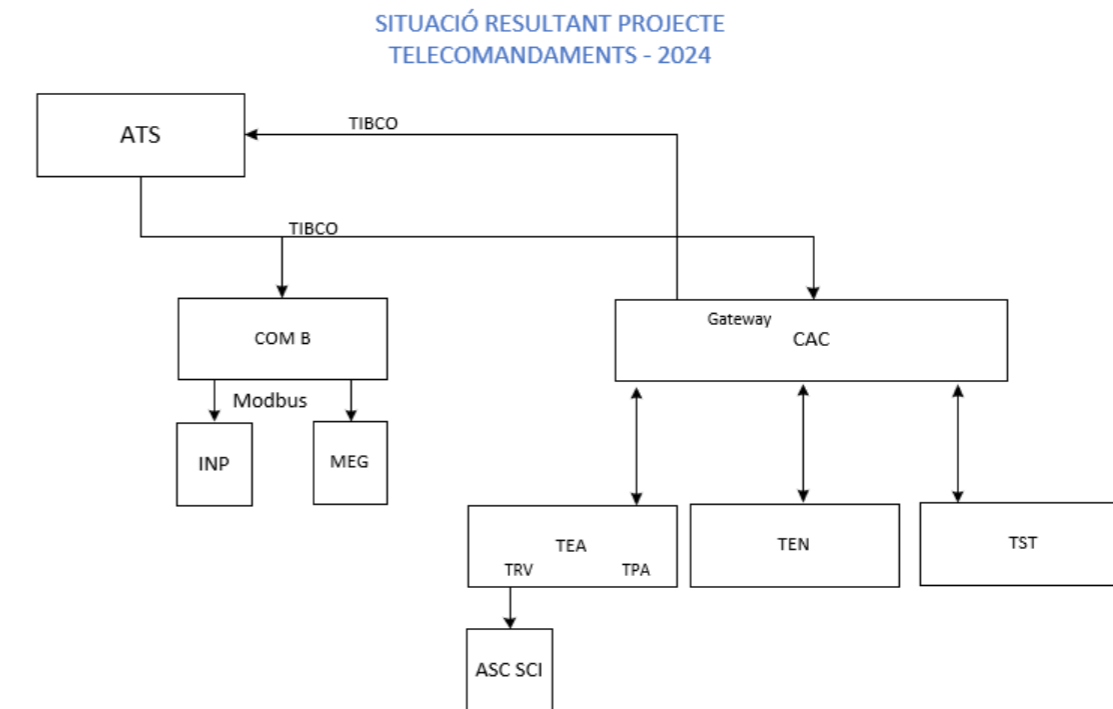 SITUACIÓ RESULTANT PROJECTE
TELECOMANDAMENTS - 2024
ATS
TIBCO
TIBCO
COM B
Gateway
CAC
Modbus
INP
MEG
TEA
TRV
TPA
TEN
TST
ASC SCI